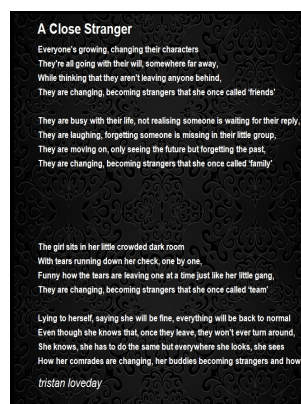 A Close Stranger
Everyone's growing, changing their characters
They're all going with their will, somewhere far away,
While thinking that they aren't leaving anyone behind,
They are changing, becoming strangers that she once called 'friends'
They are busy with their life, not realising someone is waiting for their reply,
They are laughing, forgetting someone is missing in their little group,
They are moving on, only seeing the future but forgetting the past,
They are changing, becoming strangers that she once called 'family'
The girl sits in her little crowded dark room
With tears running down her check, one by one,
Funny how the tears are leaving one at a time just like her little gang,
They are changing, becoming strangers that she once called 'team'
Lying to herself, saying she will be fine, everything will be back to normal
Even though she knows that, once they leave, they won't ever turn around,
She knows, she has to do the same but everywhere she looks, she sees
How her comrades are changing, her buddies becoming strangers and how
tristan loveday